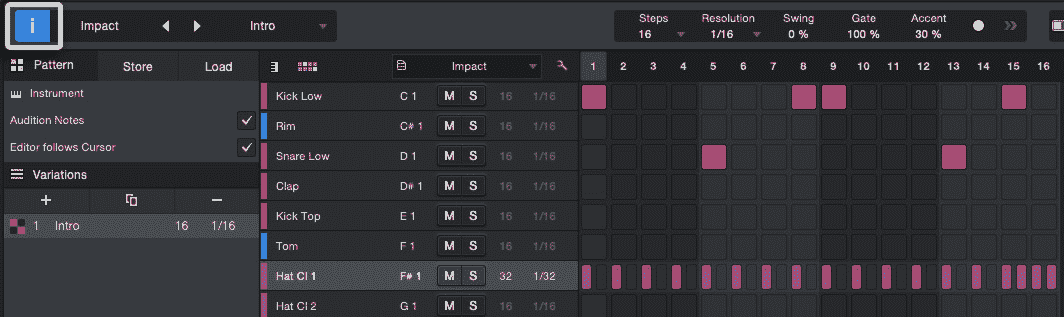 i Impact Intro Steps Resolution Swing Gate Accent
16 1/16 0 % 100 % 30 %
Pattern Store Load Impact 1 2 3 4 5 6 7 8 9 10 11 12 13 14 15 16
Instrument Kick Low C 1 M S 16 1/16
Audition Notes Rim C# 1 M S 16 1/16
Editor follows Cursor Snare Low D 1 M S 16 1/16
Variations Clap D# 1 M S 16 1/16
+ − Kick Top E 1 M S 16 1/16
1 Intro 16 1/16 Tom F 1 M S 16 1/16
Hat Cl 1 F# 1 M S 32 1/32
Hat Cl 2 G 1 M S 16 1/16